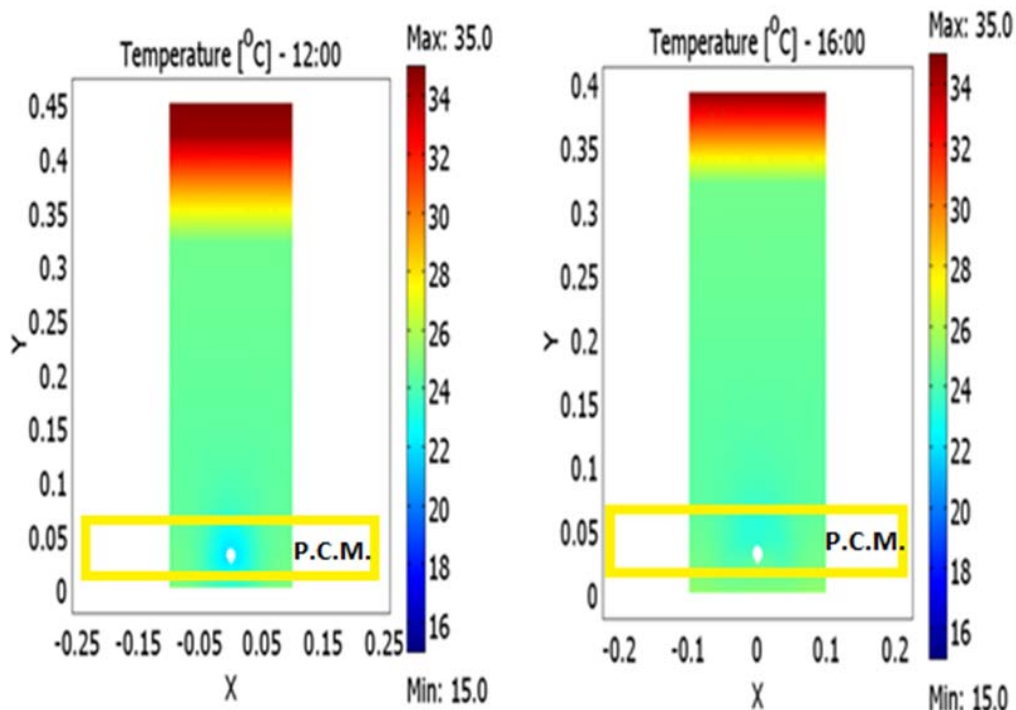 Temperature [°C] - 12:00
Max: 35.0
0.45
0.4
0.35
0.3
0.25
0.2
0.15
0.1
0.05
0
Y
34
32
30
28
26
24
22
20
18
16
P.C.M.
-0.25 -0.15 -0.05 0.05 0.15 0.25
X
Min: 15.0
Temperature [°C] - 16:00
Max: 35.0
0.4
0.35
0.3
0.25
0.2
0.15
0.1
0.05
0
Y
34
32
30
28
26
24
22
20
18
16
P.C.M.
-0.2 -0.1 0 0.1 0.2
X
Min: 15.0